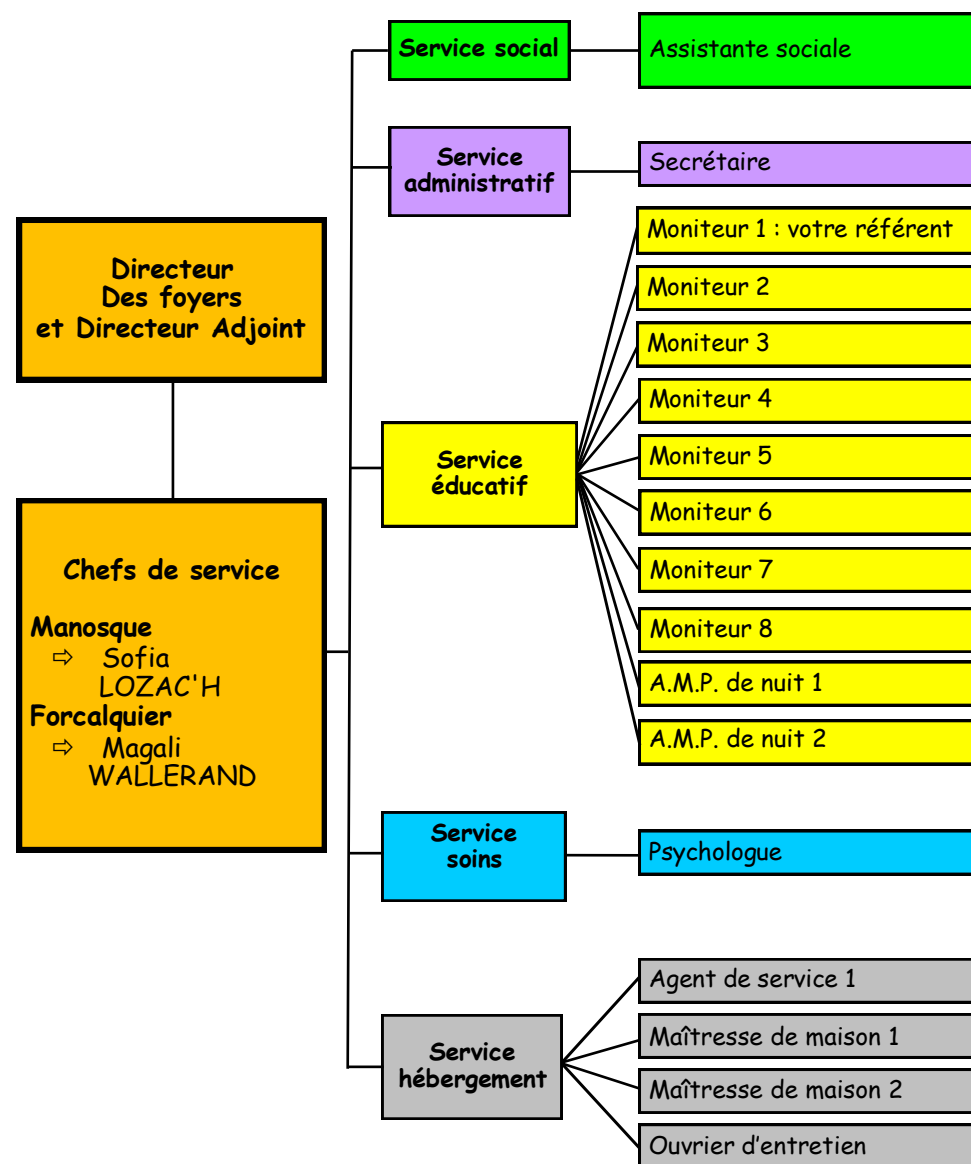 Directeur
Des foyers
et Directeur Adjoint
Chefs de service
Manosque
⇨ Sofia
LOZAC'H
Forcalquier
⇨ Magali
WALLERAND
Service social
Assistante sociale
Service
administratif
Secrétaire
Service
éducatif
Moniteur 1 : votre référent
Moniteur 2
Moniteur 3
Moniteur 4
Moniteur 5
Moniteur 6
Moniteur 7
Moniteur 8
A.M.P. de nuit 1
A.M.P. de nuit 2
Service
soins
Psychologue
Service
hébergement
Agent de service 1
Maîtresse de maison 1
Maîtresse de maison 2
Ouvrier d’entretien